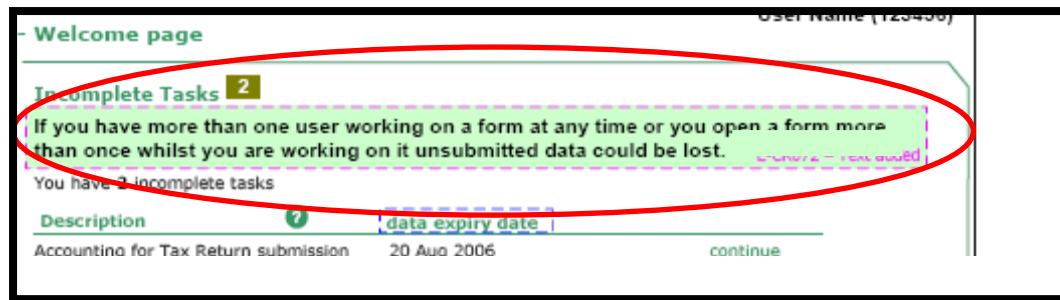 User Name (123456)
- Welcome page
Incomplete Tasks 2
If you have more than one user working on a form at any time or you open a form more
than once whilst you are working on it unsubmitted data could be lost.
Text added
You have 2 incomplete tasks
Description ? data expiry date
Accounting for Tax Return submission 20 Aug 2006 continue